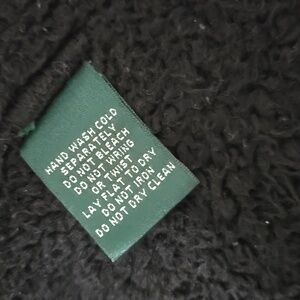 HAND WASH COLD
SEPARATELY
DO NOT BLEACH
DO NOT WRING
OR TWIST
LAY FLAT TO DRY
DO NOT IRON
DO NOT DRY CLEAN